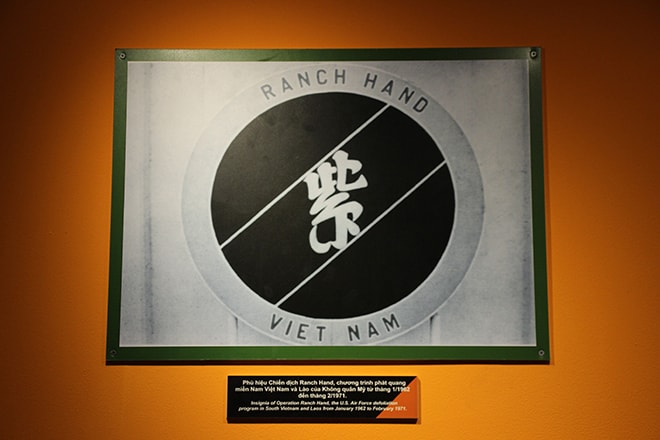 RANCH HAND
紫
VIET NAM
Phù hiệu Chiến dịch Ranch Hand, chương trình phát quang
miền Nam Việt Nam và Lào của Không quân Mỹ từ tháng 1/1962
đến tháng 2/1971.
Insignia of Operation Ranch Hand, the U.S. Air Force defoliation
program in South Vietnam and Laos from January 1962 to February 1971.